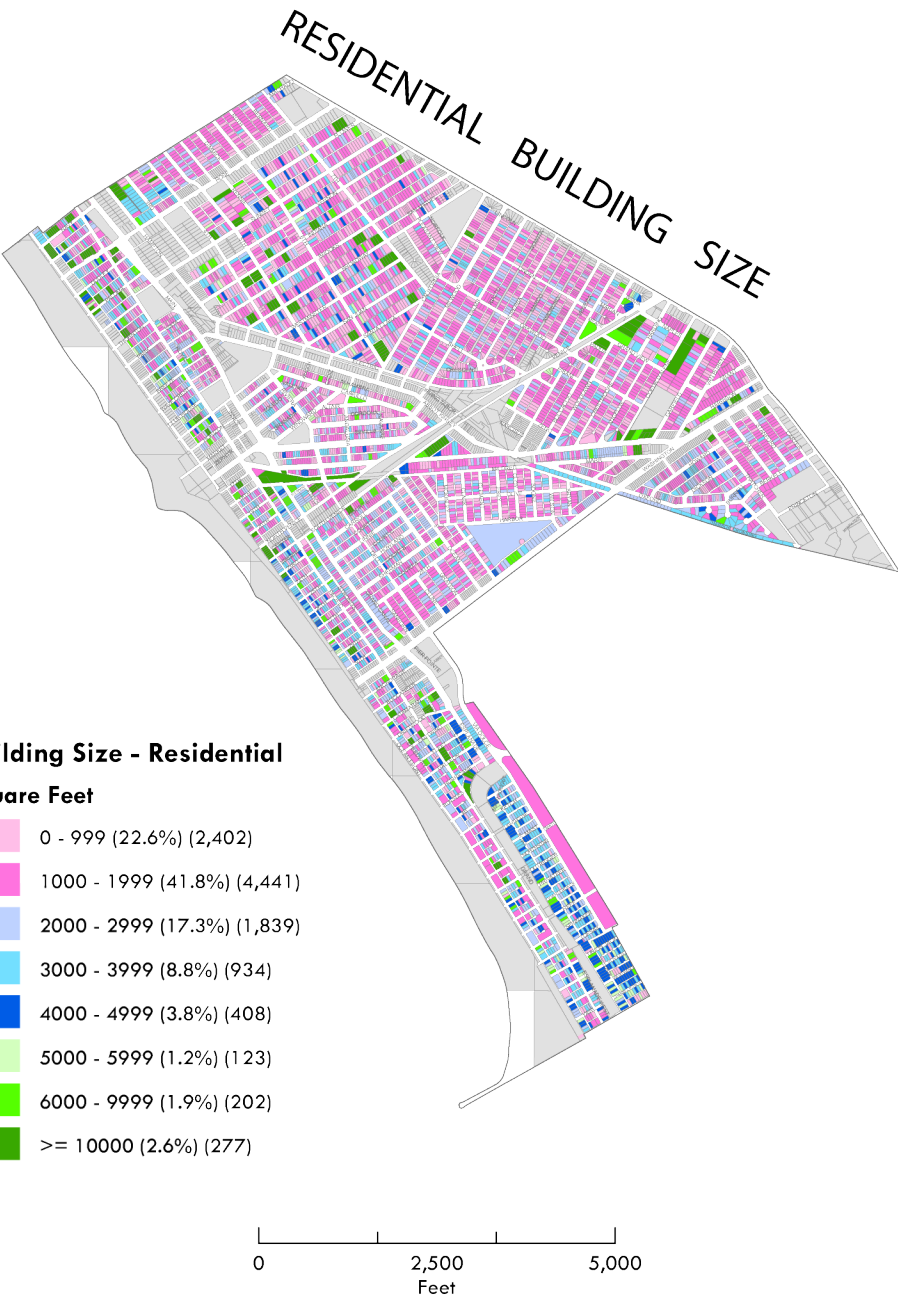 RESIDENTIAL BUILDING SIZE
lding Size - Residential
uare Feet
0 - 999 (22.6%) (2,402)
1000 - 1999 (41.8%) (4,441)
2000 - 2999 (17.3%) (1,839)
3000 - 3999 (8.8%) (934)
4000 - 4999 (3.8%) (408)
5000 - 5999 (1.2%) (123)
6000 - 9999 (1.9%) (202)
>= 10000 (2.6%) (277)
0 2,500 5,000
Feet